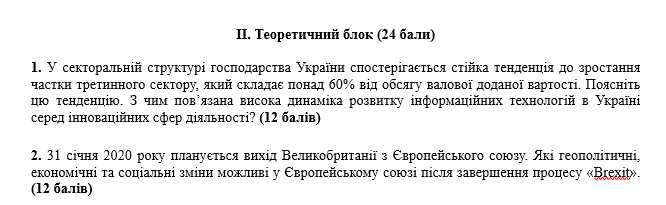 ІІ. Теоретичний блок (24 бали)
1. У секторальній структурі господарства України спостерігається стійка тенденція до зростання
частки третинного сектору, який складає понад 60% від обсягу валової доданої вартості. Поясніть
цю тенденцію. З чим пов’язана висока динаміка розвитку інформаційних технологій в Україні
серед інноваційних сфер діяльності? (12 балів)
2. 31 січня 2020 року планується вихід Великобританії з Європейського союзу. Які геополітичні,
економічні та соціальні зміни можливі у Європейському союзі після завершення процесу «Brexit».
(12 балів)